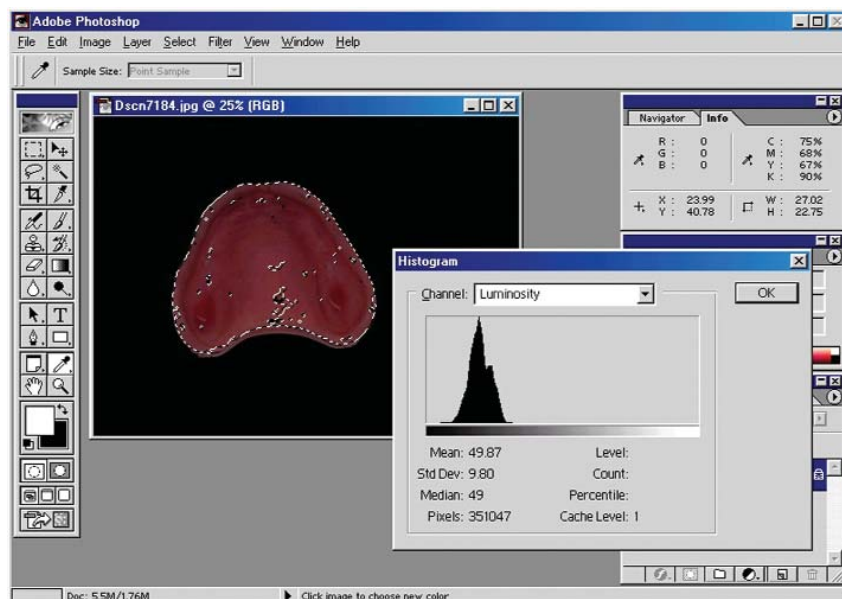 Adobe Photoshop
File Edit Image Layer Select Filter View Window Help
Sample Size: Point Sample
Dscn7184.jpg @ 25% (RGB)
Navigator Info
R : 0 C : 75%
G : 0 M : 68%
B : 0 Y : 67%
K : 90%
X : 23.99 W : 27.02
Y : 40.78 H : 22.75
Histogram
Channel: Luminosity
OK
Mean: 49.87 Level:
Std Dev: 9.80 Count:
Median: 49 Percentile:
Pixels: 351047 Cache Level: 1
T
Doc: 5.5M/1.76M Click image to choose new color.